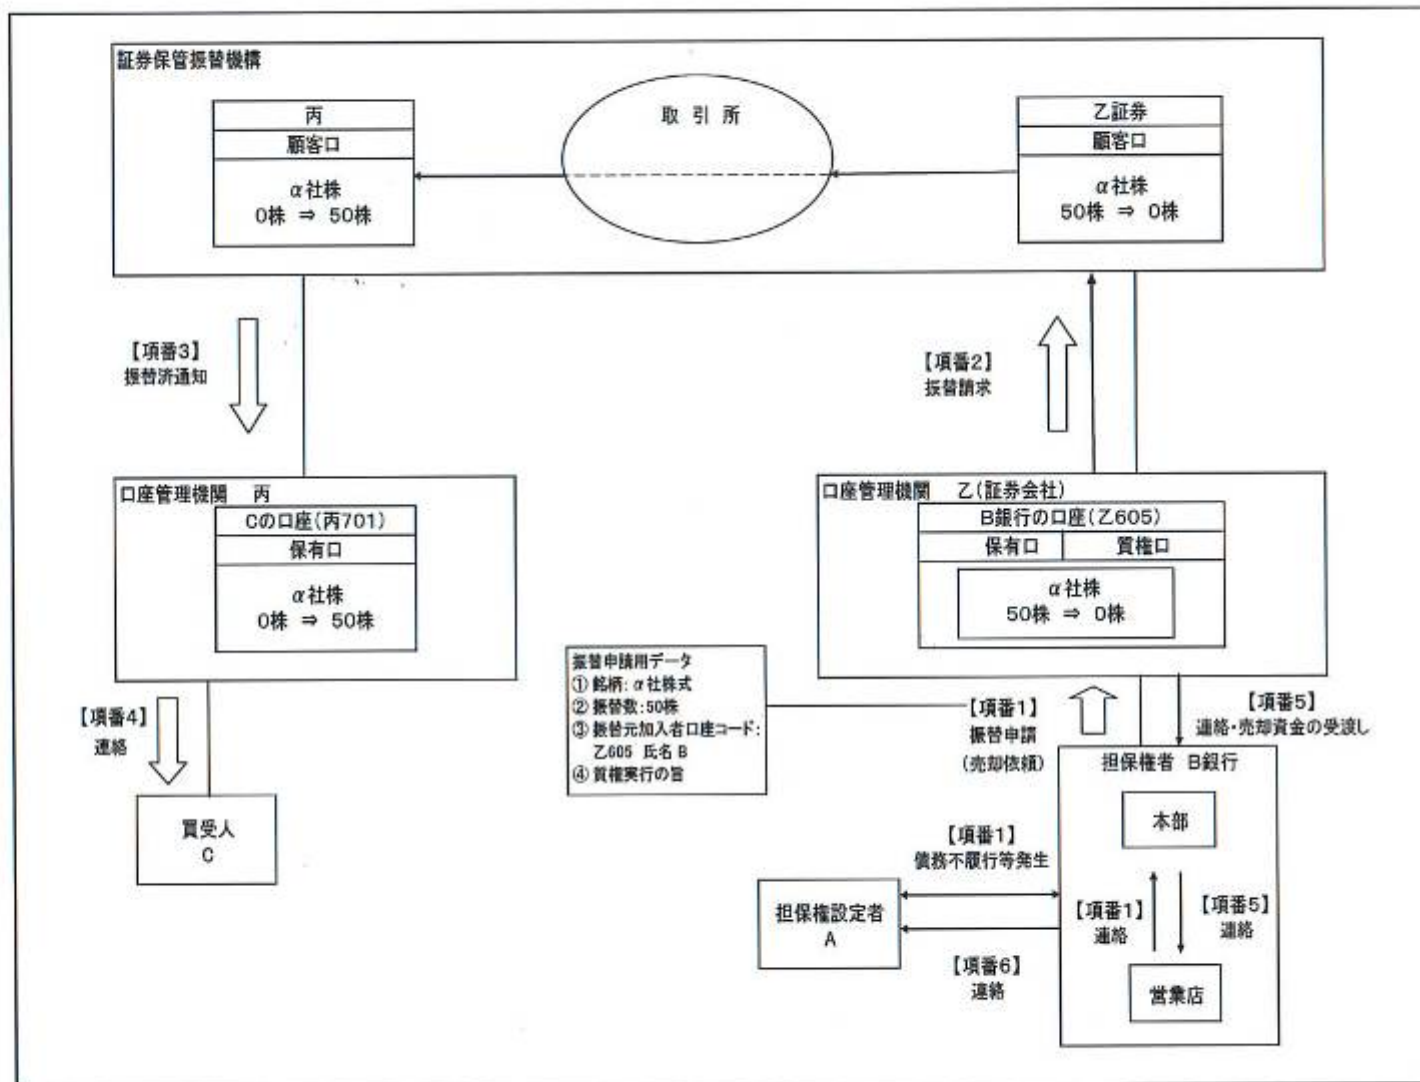 証券保管振替機構
丙
顧客口
α社株
0株 ⇒ 50株
取引所
乙証券
顧客口
α社株
50株 ⇒ 0株
【項番3】
振替済通知
【項番2】
振替請求
口座管理機関 丙
Cの口座(丙701)
保有口
α社株
0株 ⇒ 50株
口座管理機関 乙(証券会社)
B銀行の口座(乙605)
保有口 質権口
α社株
50株 ⇒ 0株
振替申請用データ
① 銘柄:α社株式
② 振替数:50株
③ 振替元加入者口座コード:
乙605 氏名 B
④ 質権実行の旨
【項番1】
振替申請
(売却依頼)
【項番5】
連絡・売却資金の受渡し
【項番4】
連絡
買受人
C
担保権者 B銀行
本部
【項番1】
債務不履行等発生
担保権設定者
A
【項番1】
連絡
【項番5】
連絡
【項番6】
連絡
営業店